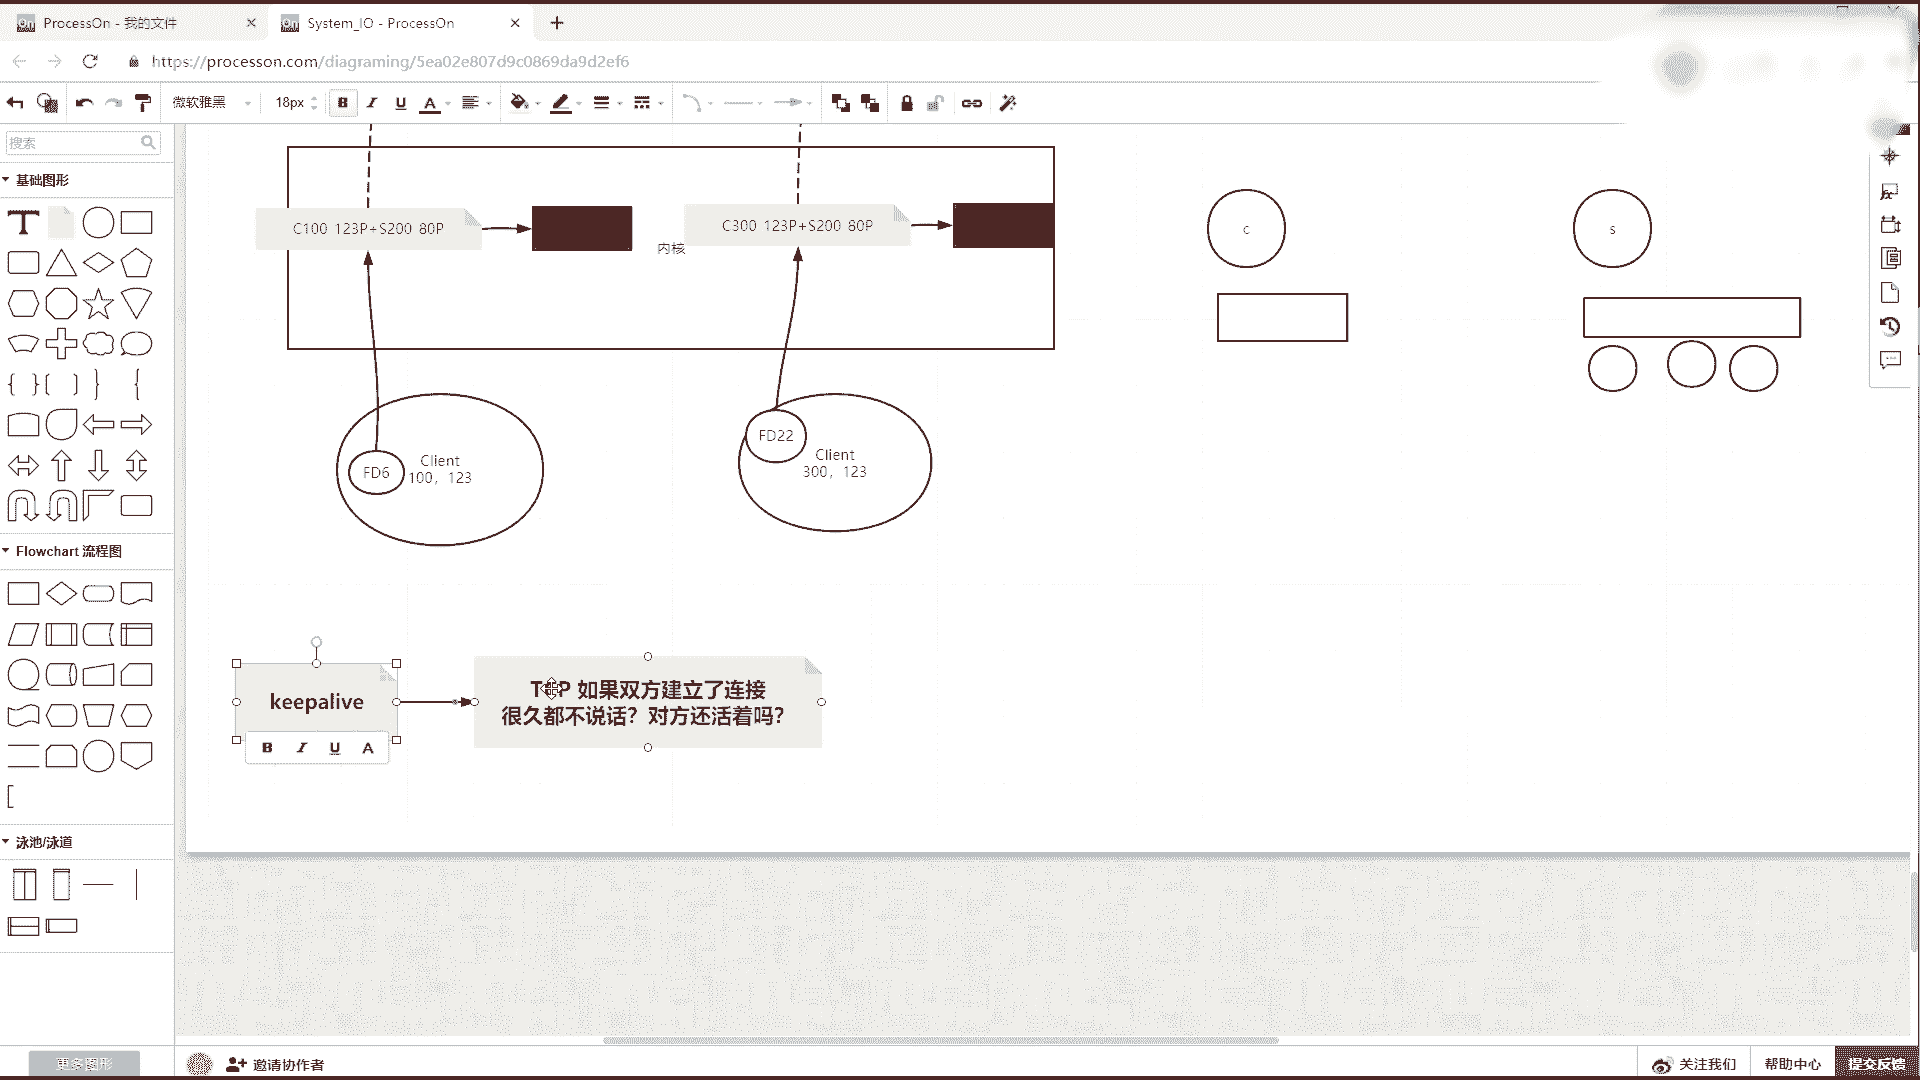 ProcessOn - 我的文件
System_IO - ProcessOn
https://processon.com/diagraming/5ea02e807d9c0869da9d2ef6
微软雅黑
18px
B I U A
搜索
基础图形
C100 123P+S200 80P
内核
C300 123P+S200 80P
C
S
FD6
Client
100，123
FD22
Client
300，123
Flowchart 流程图
keepalive
TCP 如果双方建立了连接
很久都不说话？对方还活着吗？
B I U A
泳池/泳道
更多图形
邀请协作者
关注我们
帮助中心
提交反馈